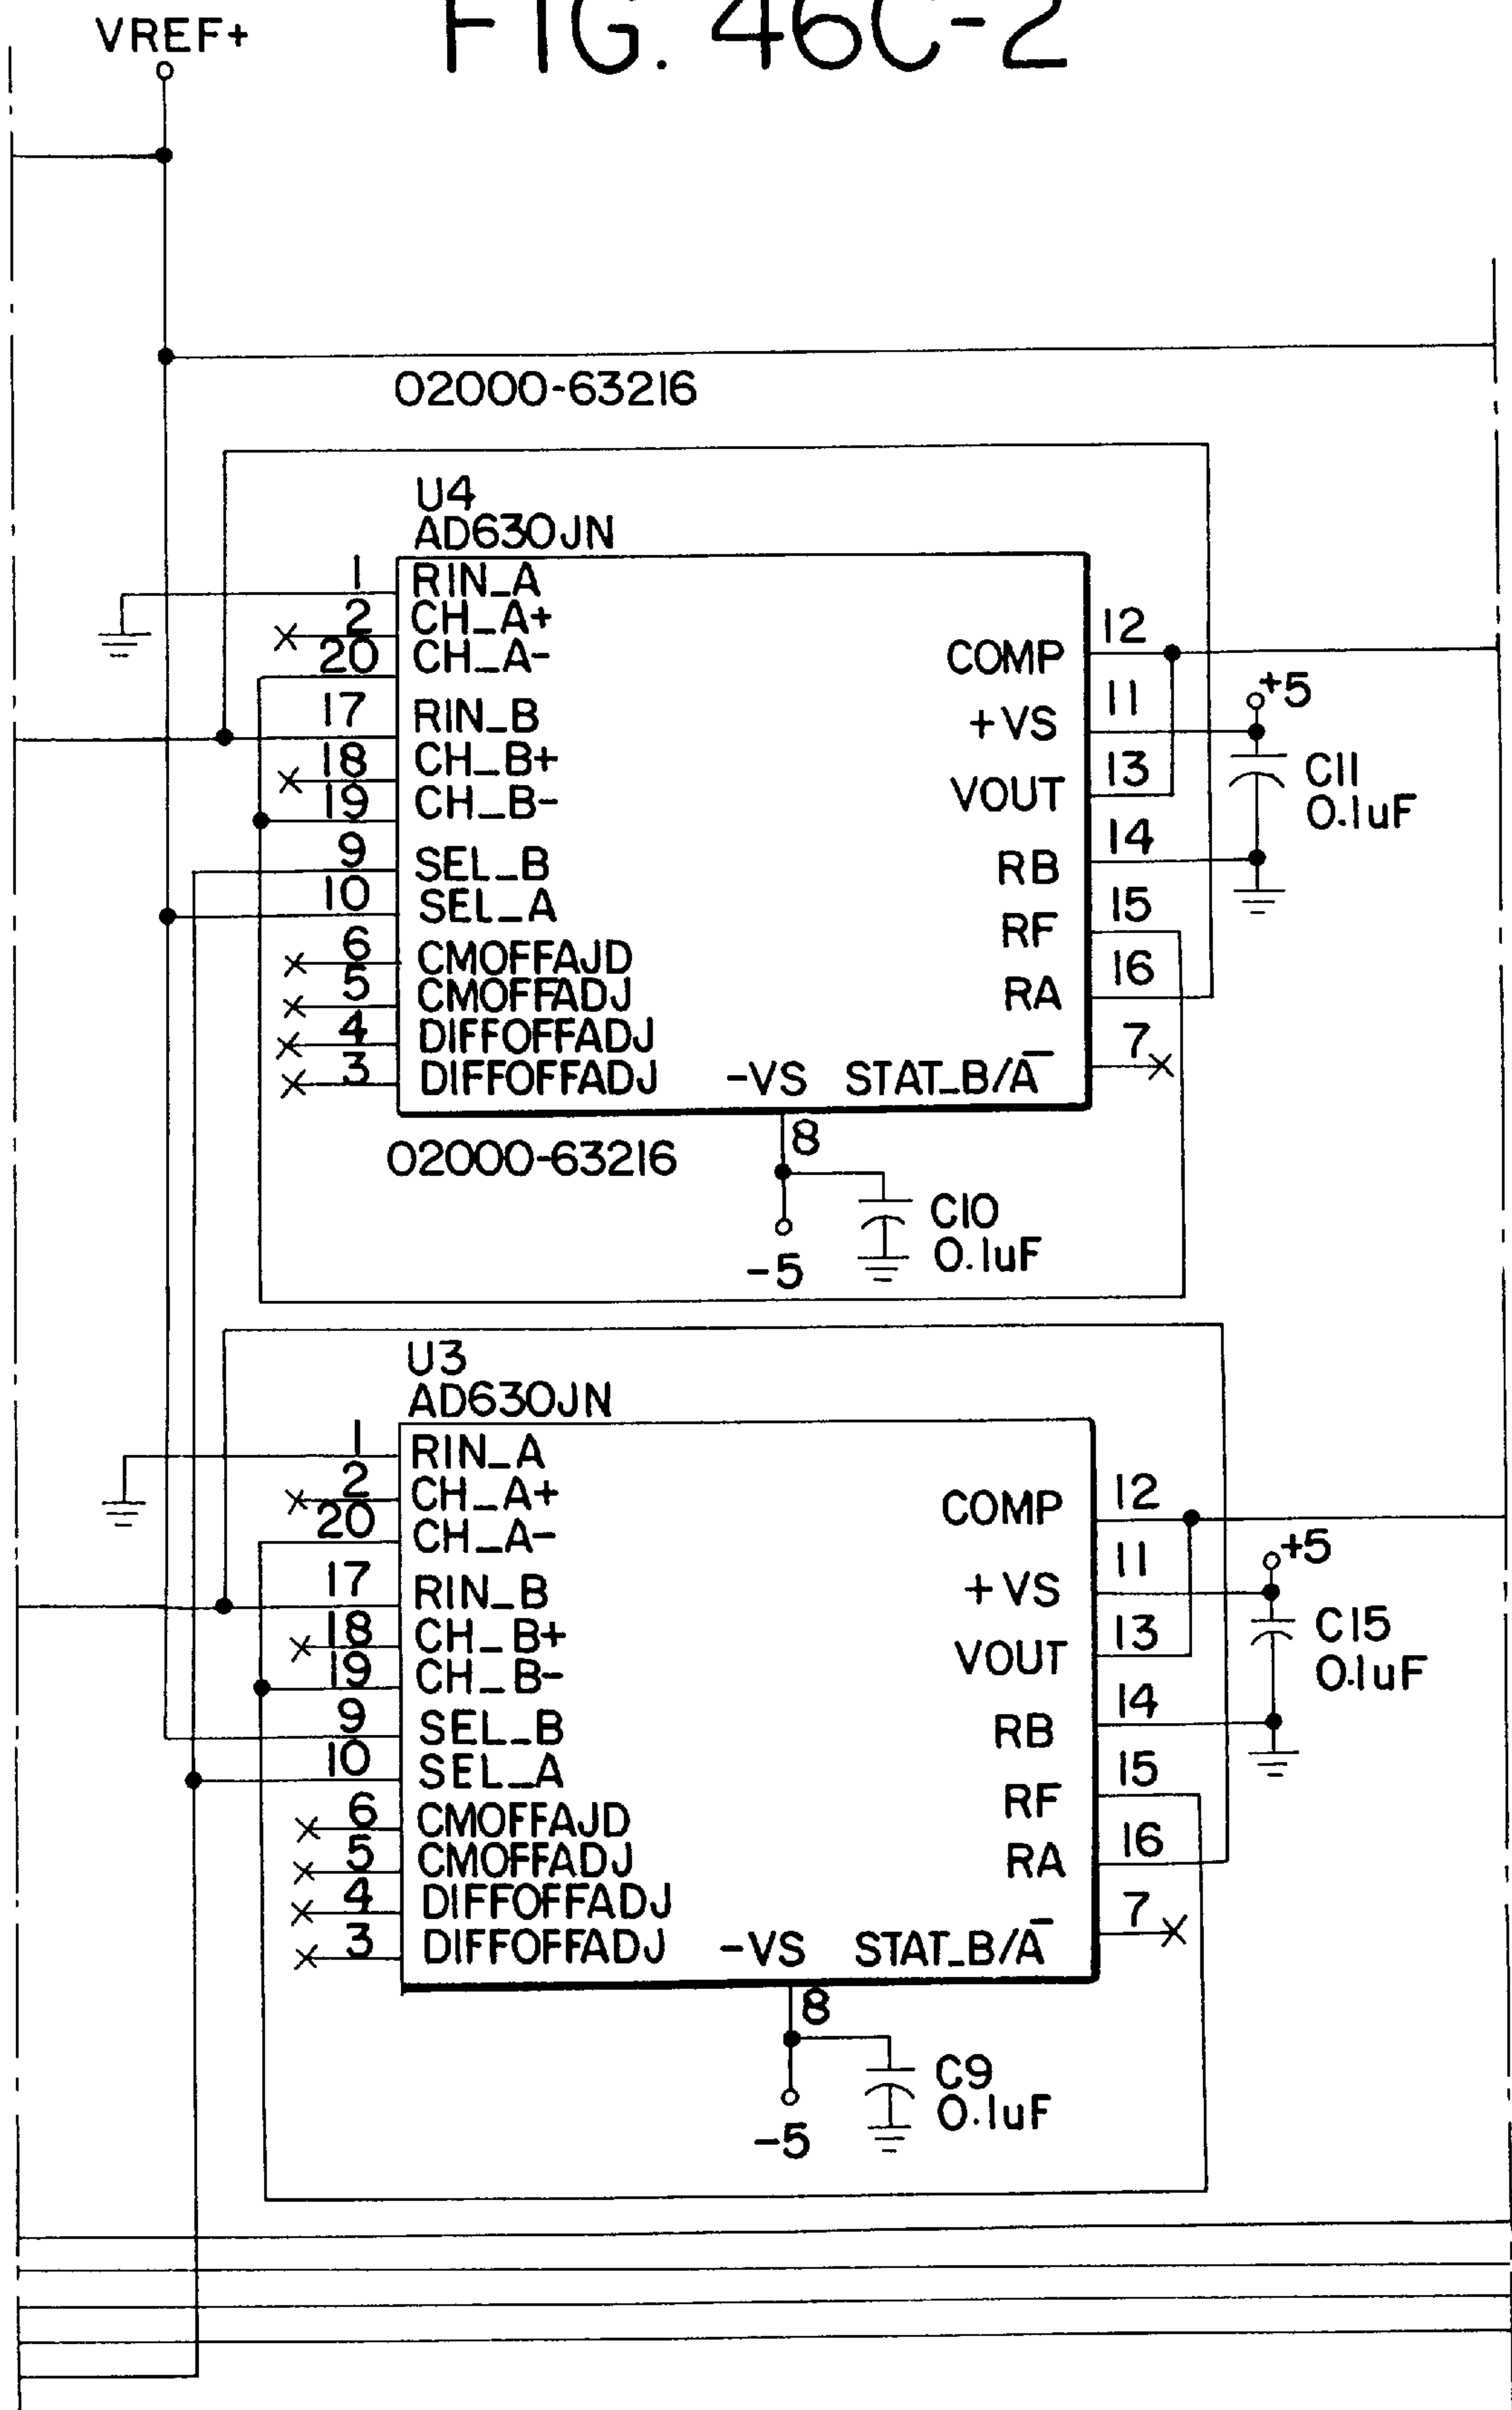 FIG. 46C-2
VREF+
02000-63216
U4
AD630JN
1 RIN_A
2 CH_A+
20 CH_A-
17 RIN_B
18 CH_B+
19 CH_B-
9 SEL_B
10 SEL_A
6 CMOFFAJD
5 CMOFFADJ
4 DIFFOFFADJ
3 DIFFOFFADJ
COMP 12
+VS 11
VOUT 13
RB 14
RF 15
RA 16
STAT_B/A̅ 7
-VS
8
+5
C11
0.1uF
02000-63216
-5
C10
0.1uF
U3
AD630JN
1 RIN_A
2 CH_A+
20 CH_A-
17 RIN_B
18 CH_B+
19 CH_B-
9 SEL_B
10 SEL_A
6 CMOFFAJD
5 CMOFFADJ
4 DIFFOFFADJ
3 DIFFOFFADJ
COMP 12
+VS 11
VOUT 13
RB 14
RF 15
RA 16
STAT_B/A̅ 7
-VS
8
+5
C15
0.1uF
-5
C9
0.1uF